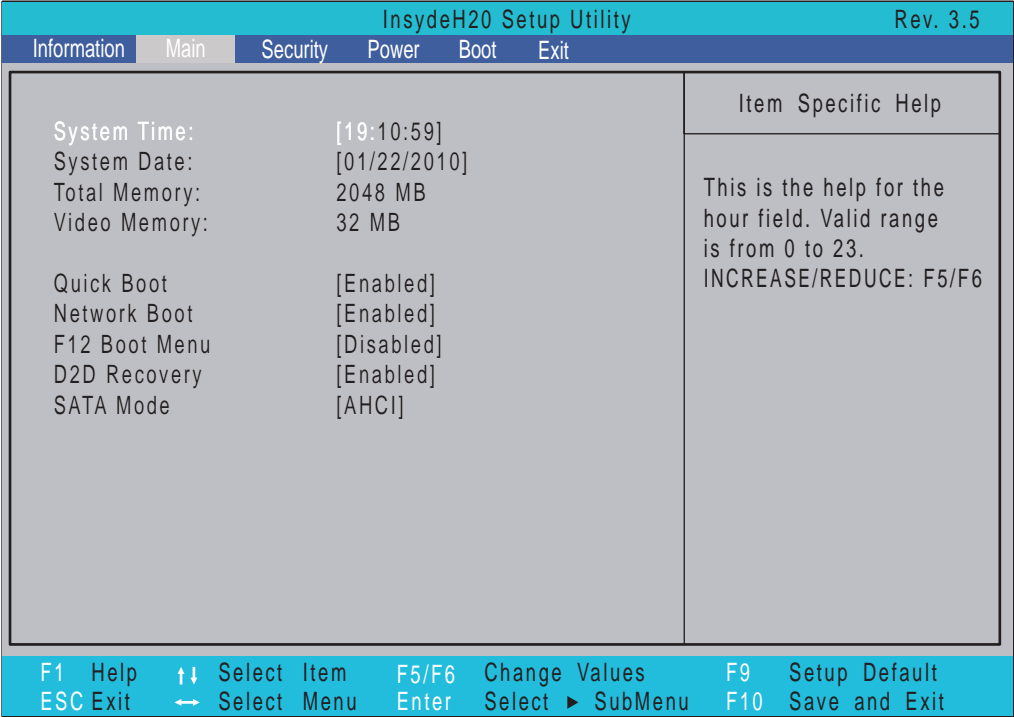 InsydeH20 Setup Utility Rev. 3.5
Information Main Security Power Boot Exit
System Time: [19:10:59]
System Date: [01/22/2010]
Total Memory: 2048 MB
Video Memory: 32 MB
Quick Boot [Enabled]
Network Boot [Enabled]
F12 Boot Menu [Disabled]
D2D Recovery [Enabled]
SATA Mode [AHCI]
Item Specific Help
This is the help for the
hour field. Valid range
is from 0 to 23.
INCREASE/REDUCE: F5/F6
F1 Help ↑↓ Select Item F5/F6 Change Values F9 Setup Default
ESC Exit ↔ Select Menu Enter Select ► SubMenu F10 Save and Exit